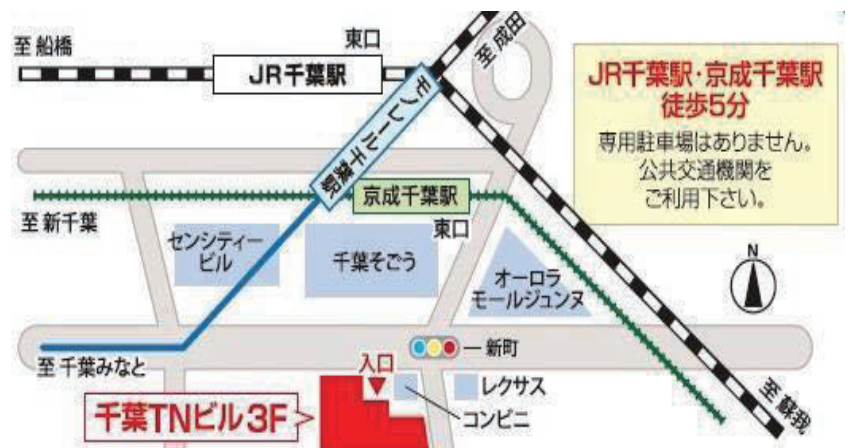 至 船橋
東口
JR千葉駅
至 成田
モノレール千葉駅
JR千葉駅・京成千葉駅
徒歩5分
専用駐車場はありません。
公共交通機関を
ご利用下さい。
京成千葉駅
東口
至 新千葉
センシティー
ビル
千葉そごう
オーロラ
モールジュンヌ
N
新町
至 千葉みなと
入口
レクサス
コンビニ
千葉TNビル3F
至 蘇我